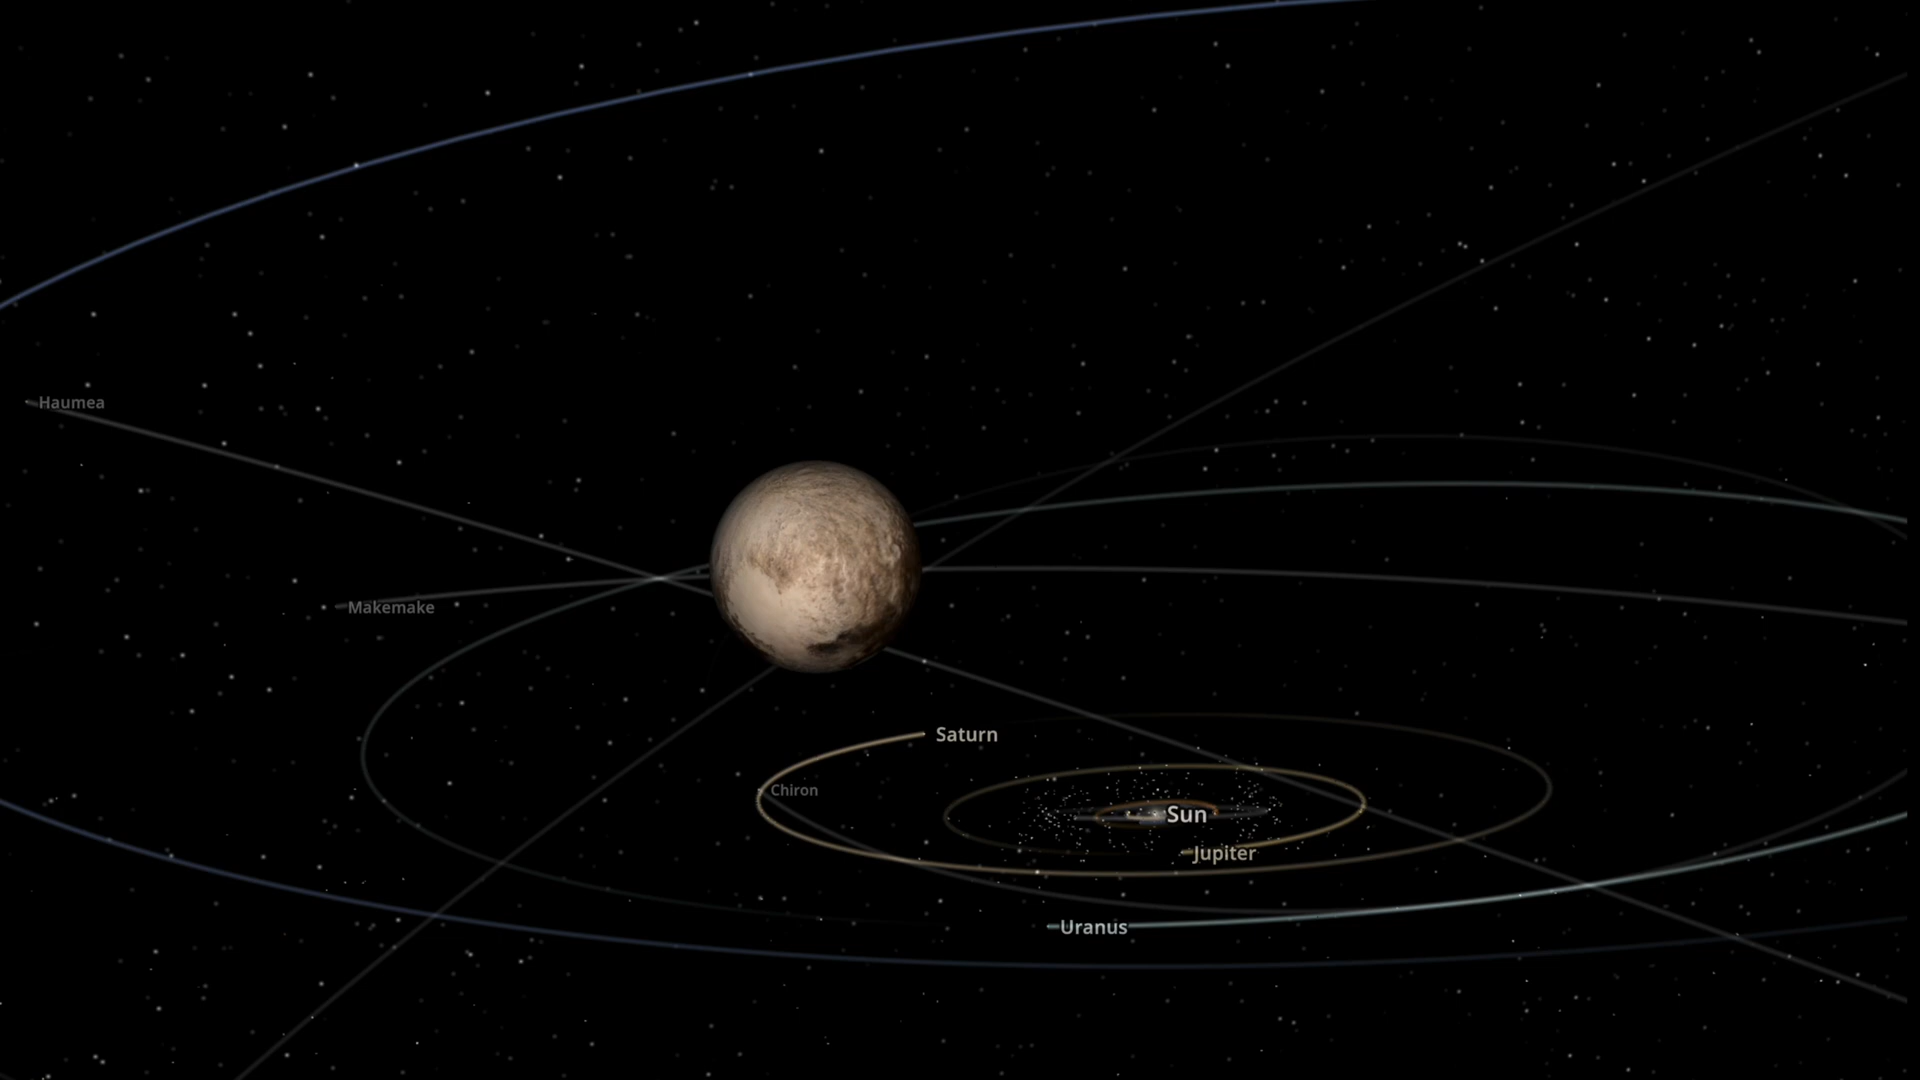 Haumea
Makemake
Saturn
Chiron
Sun
Jupiter
Uranus